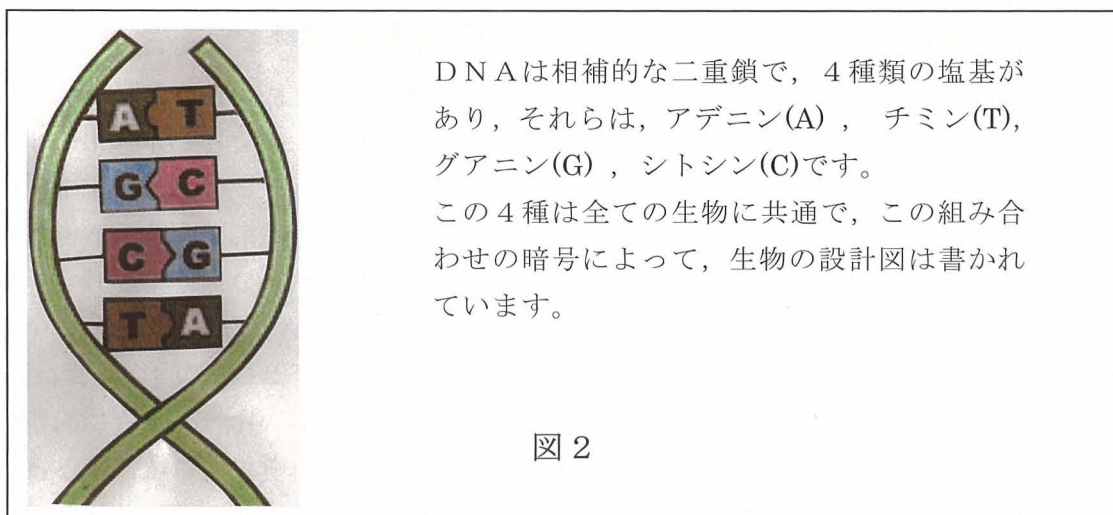 A T
G C
C G
T A
ＤＮＡは相補的な二重鎖で，４種類の塩基が
あり，それらは，アデニン(A) ， チミン(T),
グアニン(G) ，シトシン(C)です。
この４種は全ての生物に共通で，この組み合
わせの暗号によって，生物の設計図は書かれ
ています。
図２